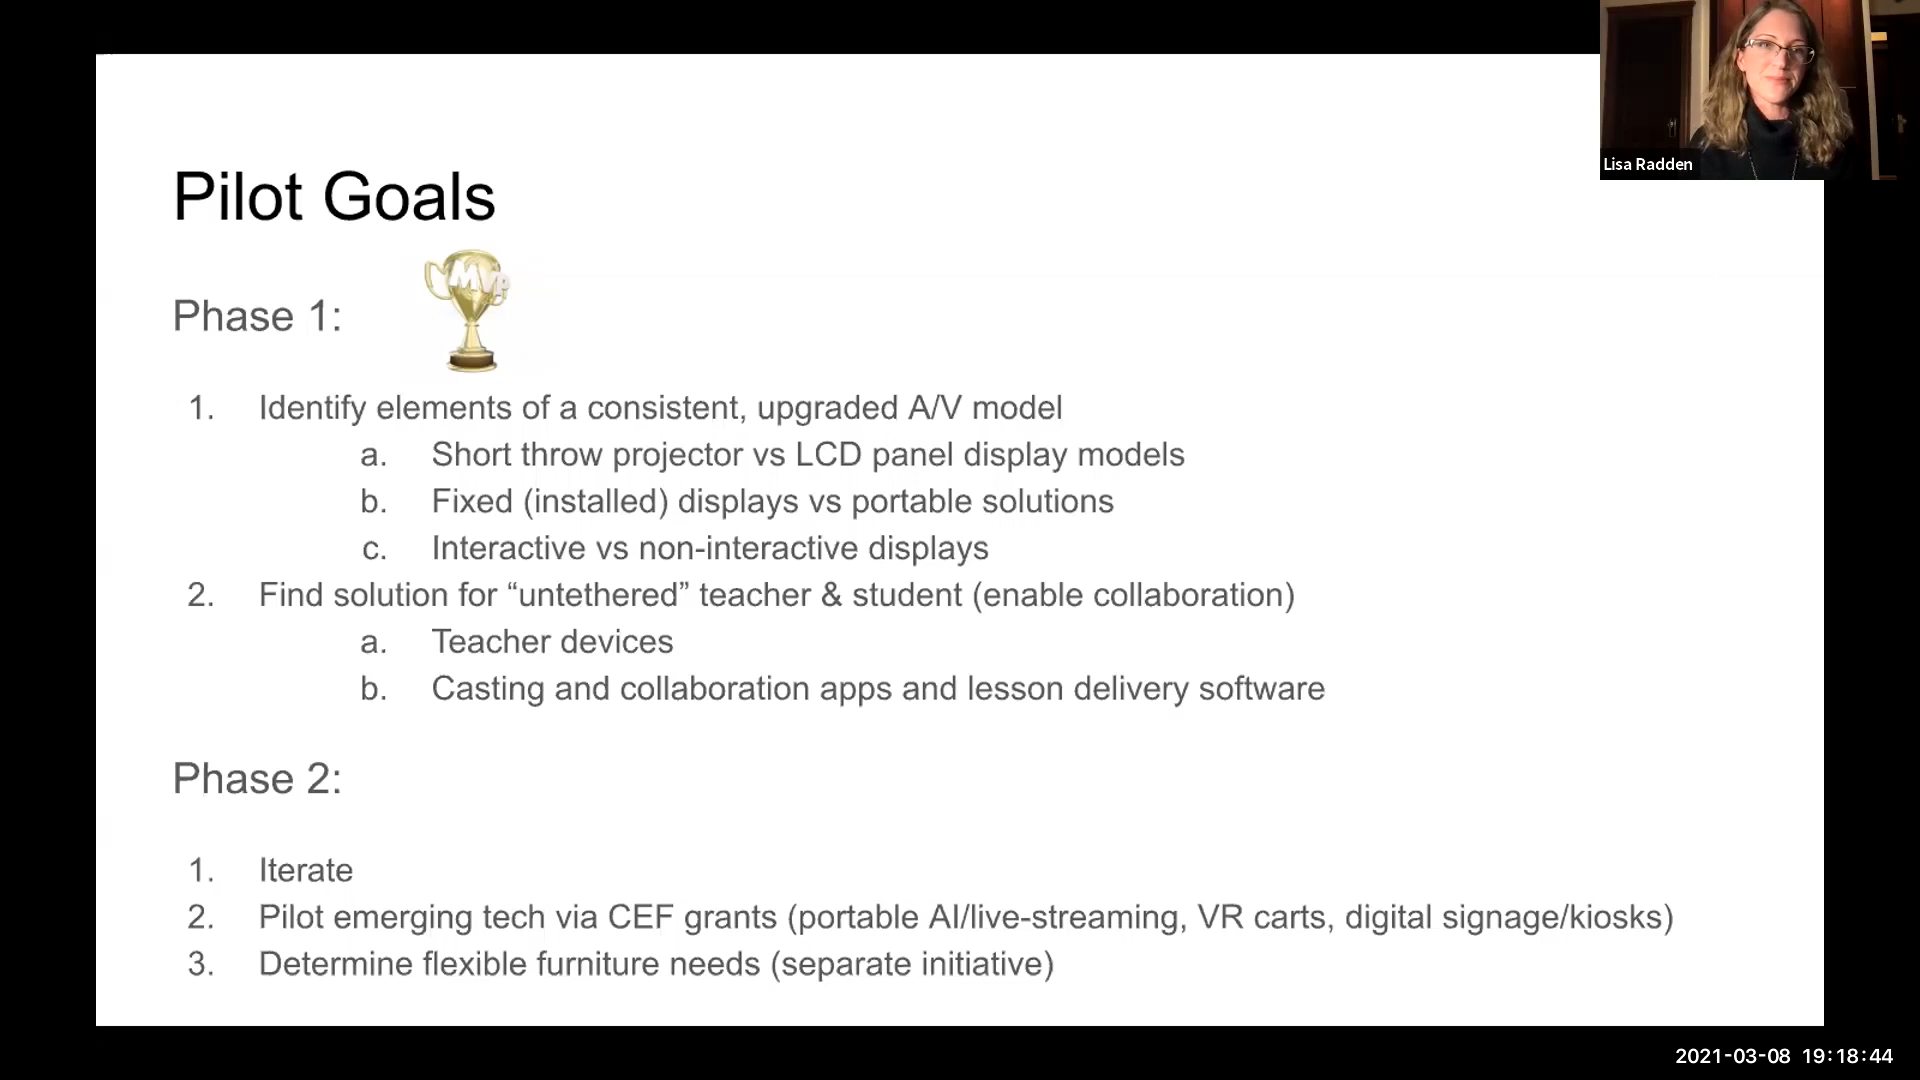 Lisa Radden
Pilot Goals
MVP
Phase 1:
1. Identify elements of a consistent, upgraded A/V model
a. Short throw projector vs LCD panel display models
b. Fixed (installed) displays vs portable solutions
c. Interactive vs non-interactive displays
2. Find solution for “untethered” teacher & student (enable collaboration)
a. Teacher devices
b. Casting and collaboration apps and lesson delivery software
Phase 2:
1. Iterate
2. Pilot emerging tech via CEF grants (portable AI/live-streaming, VR carts, digital signage/kiosks)
3. Determine flexible furniture needs (separate initiative)
2021-03-08 19:18:44